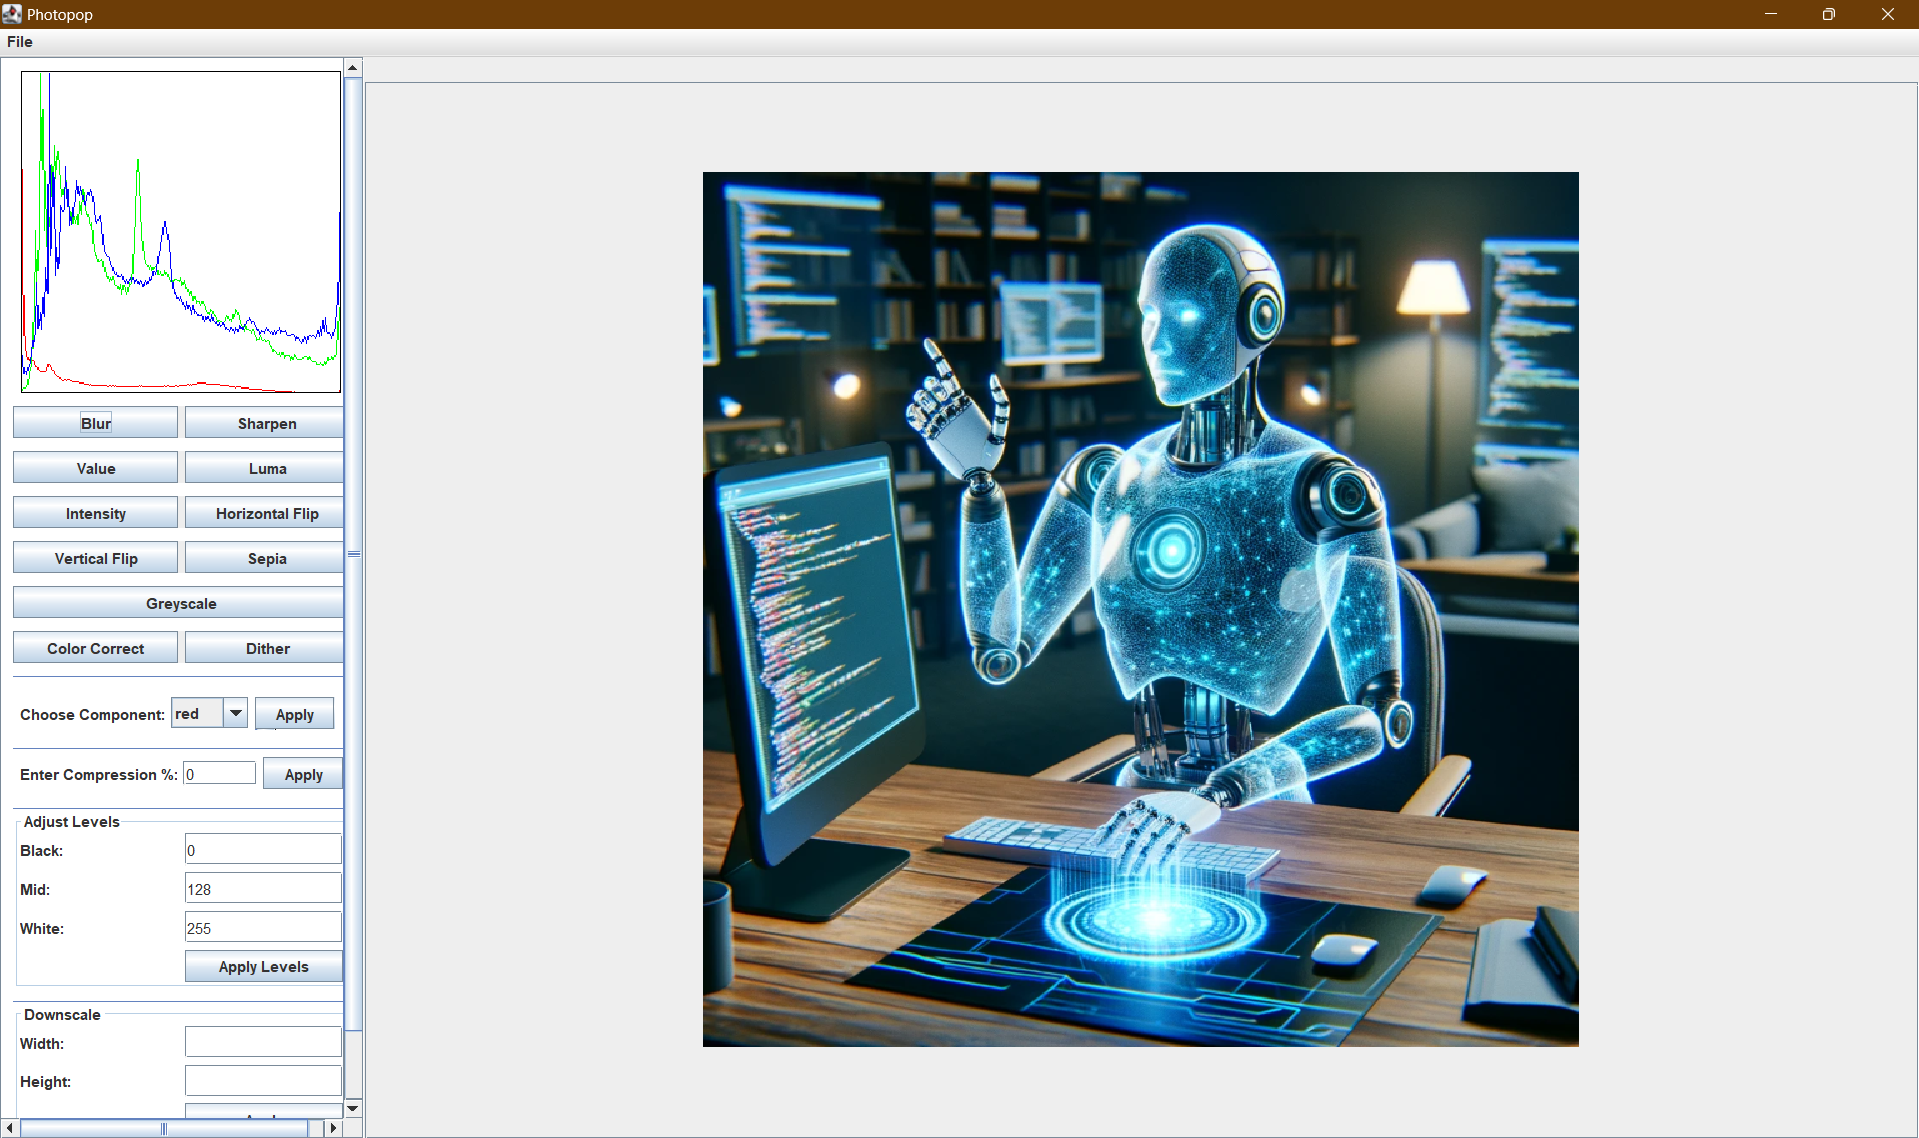 Photopop
File
Blur
Sharpen
Value
Luma
Intensity
Horizontal Flip
Vertical Flip
Sepia
Greyscale
Color Correct
Dither
Choose Component: red Apply
Enter Compression %: 0 Apply
Adjust Levels
Black: 0
Mid: 128
White: 255
Apply Levels
Downscale
Width:
Height: